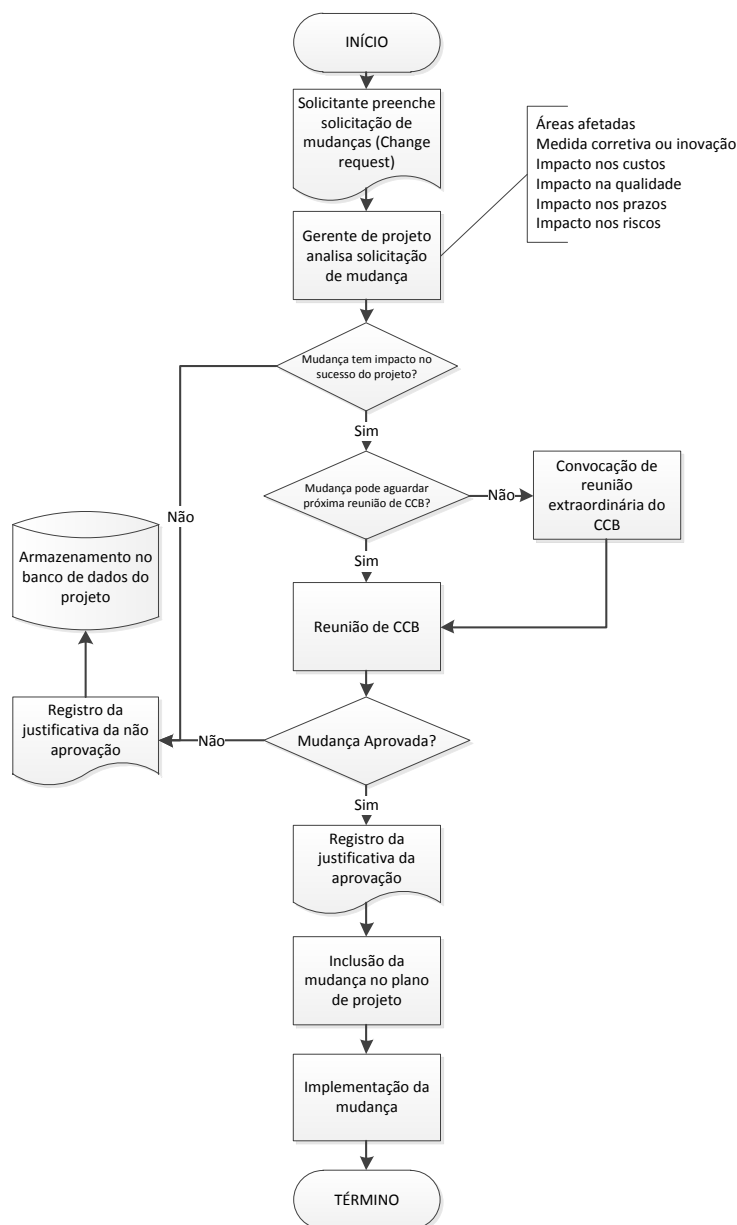 INÍCIO
Solicitante preenche
solicitação de
mudanças (Change
request)
Áreas afetadas
Medida corretiva ou inovação
Impacto nos custos
Impacto na qualidade
Impacto nos prazos
Impacto nos riscos
Gerente de projeto
analisa solicitação
de mudança
Mudança tem impacto no
sucesso do projeto?
Sim
Mudança pode aguardar
próxima reunião de CCB?
Não
Convocação de
reunião
extraordinária do
CCB
Não
Sim
Armazenamento no
banco de dados do
projeto
Reunião de CCB
Registro da
justificativa da não
aprovação
Não
Mudança Aprovada?
Sim
Registro da
justificativa da
aprovação
Inclusão da
mudança no plano
de projeto
Implementação da
mudança
TÉRMINO